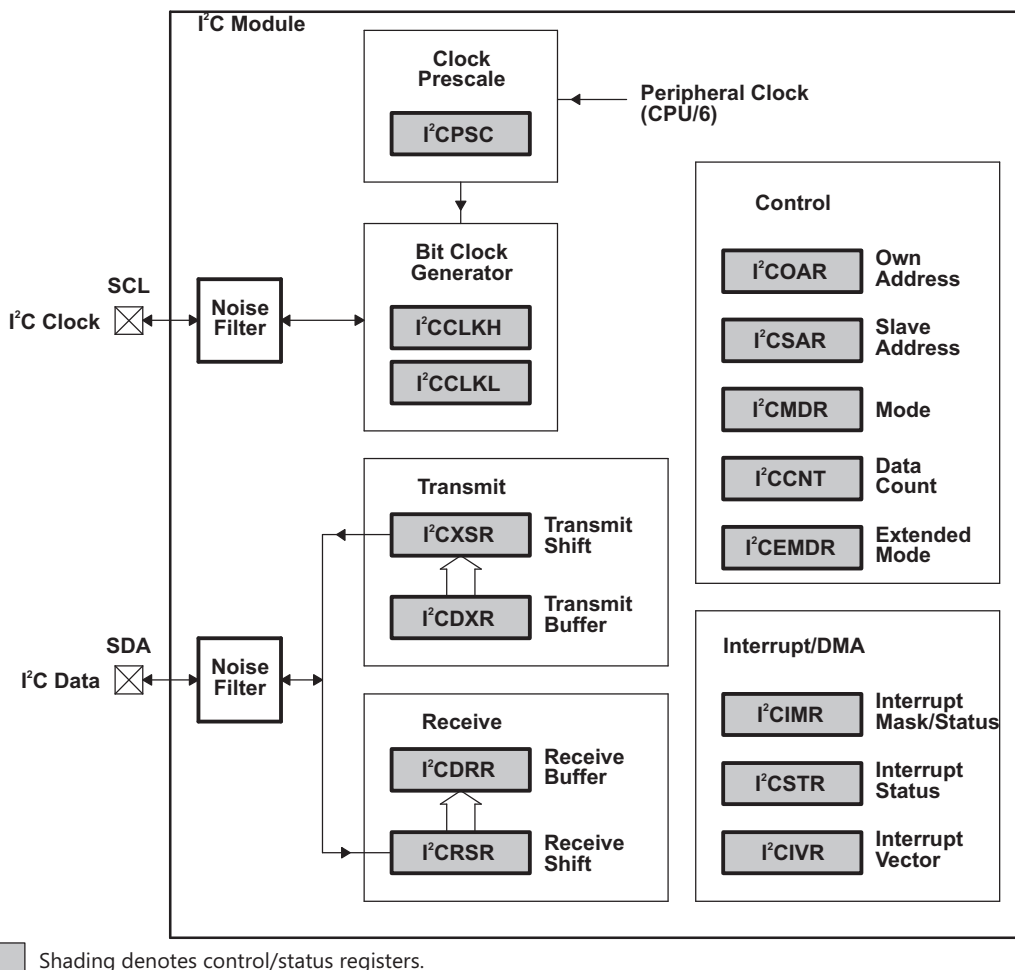 I²C Module
Clock
Prescale
I²CPSC
Peripheral Clock
(CPU/6)
Bit Clock
Generator
I²CCLKH
I²CCLKL
SCL
I²C Clock
Noise
Filter
Control
I²COAR
Own
Address
I²CSAR
Slave
Address
I²CMDR
Mode
I²CCNT
Data
Count
I²CEMDR
Extended
Mode
Transmit
I²CXSR
Transmit
Shift
I²CDXR
Transmit
Buffer
SDA
I²C Data
Noise
Filter
Receive
I²CDRR
Receive
Buffer
I²CRSR
Receive
Shift
Interrupt/DMA
I²CIMR
Interrupt
Mask/Status
I²CSTR
Interrupt
Status
I²CIVR
Interrupt
Vector
Shading denotes control/status registers.